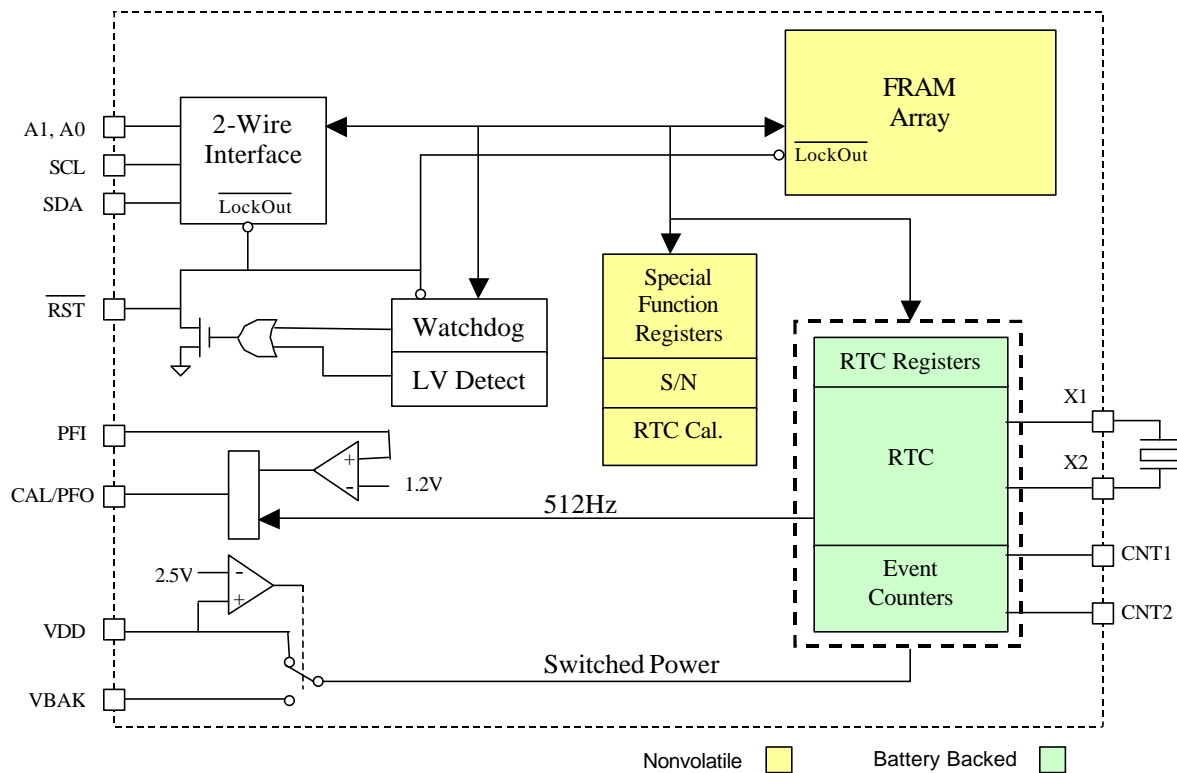 FRAM
Array
LockOut
A1, A0
SCL
SDA
2-Wire
Interface
LockOut
RST
Watchdog
LV Detect
Special
Function
Registers
S/N
RTC Cal.
RTC Registers
RTC
Event
Counters
X1
X2
CNT1
CNT2
PFI
CAL/PFO
+
-
1.2V
512Hz
2.5V
-
+
VDD
VBAK
Switched Power
Nonvolatile
Battery Backed